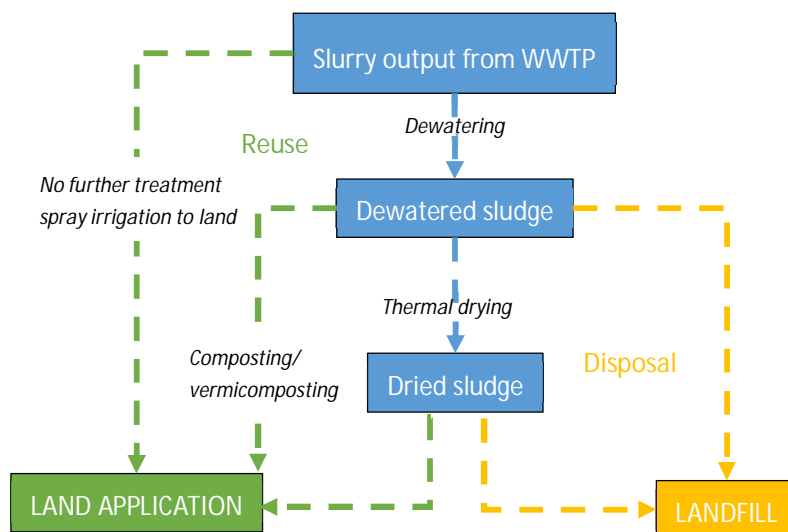 Slurry output from WWTP
Dewatering
Reuse
No further treatment
spray irrigation to land
Dewatered sludge
Thermal drying
Composting/
vermicomposting
Dried sludge
Disposal
LAND APPLICATION
LANDFILL